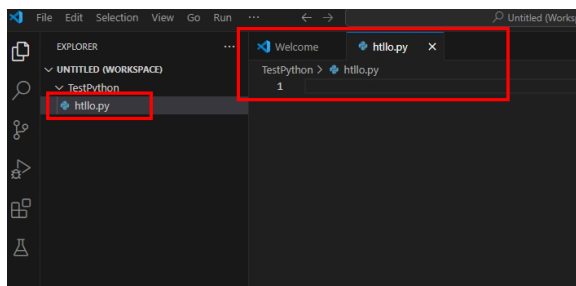 File Edit Selection View Go Run ··· ← → Untitled (Works
EXPLORER ···
Welcome htllo.py ×
UNTITLED (WORKSPACE)
TestPython > htllo.py
TestPython
1
htllo.py